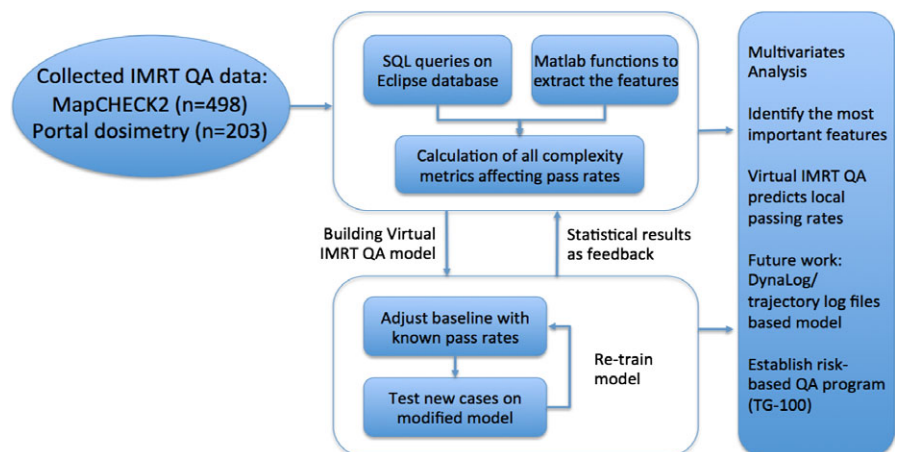 Collected IMRT QA data:
MapCHECK2 (n=498)
Portal dosimetry (n=203)
SQL queries on
Eclipse database
Matlab functions to
extract the features
Calculation of all complexity
metrics affecting pass rates
Building Virtual
IMRT QA model
Statistical results
as feedback
Adjust baseline with
known pass rates
Test new cases on
modified model
Re-train
model
Multivariates
Analysis
Identify the most
important features
Virtual IMRT QA
predicts local
passing rates
Future work:
DynaLog/
trajectory log files
based model
Establish risk-
based QA program
(TG-100)